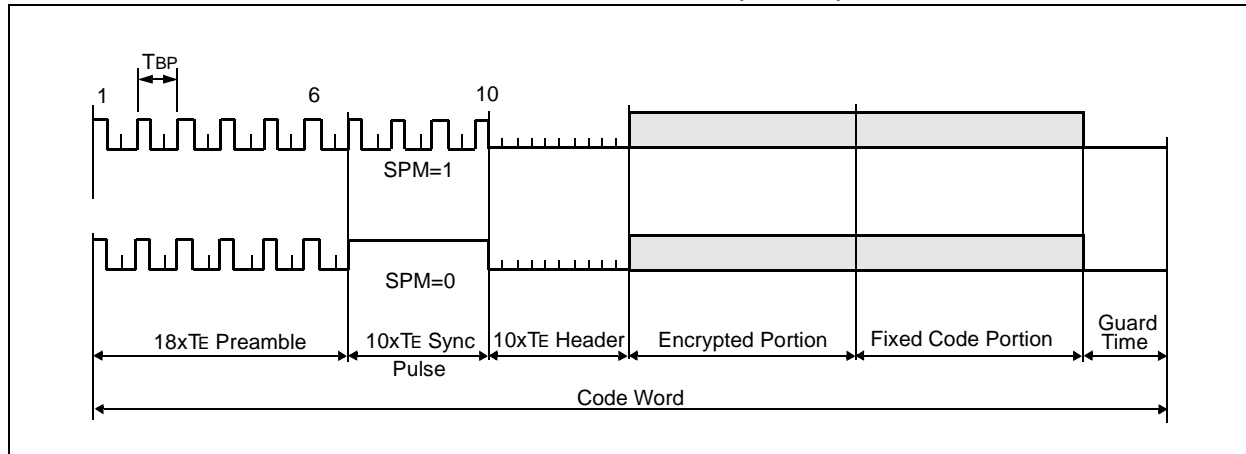 TBP
1
6
10
SPM=1
SPM=0
18xTE Preamble
10xTE Sync
Pulse
10xTE Header
Encrypted Portion
Fixed Code Portion
Guard
Time
Code Word